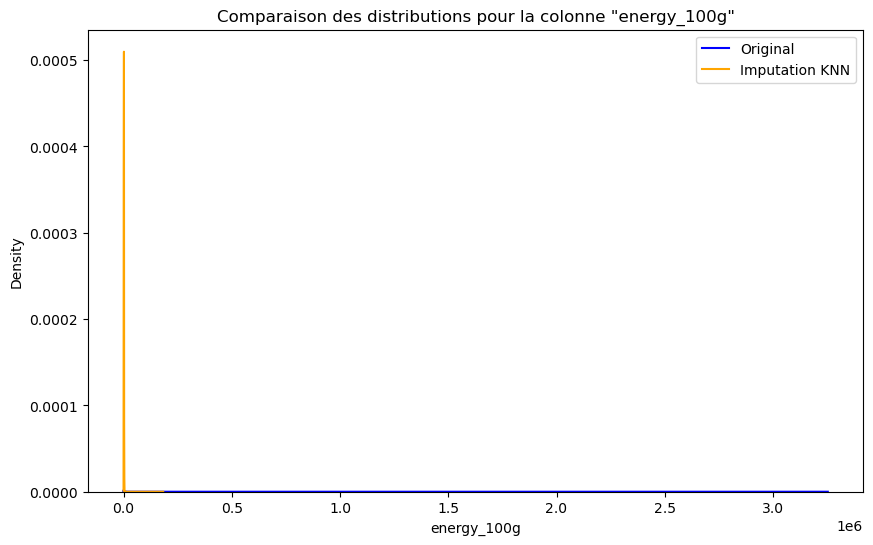 Comparaison des distributions pour la colonne "energy_100g"
Original
Imputation KNN
Density
0.0005
0.0004
0.0003
0.0002
0.0001
0.0000
0.0
0.5
1.0
1.5
2.0
2.5
3.0
1e6
energy_100g